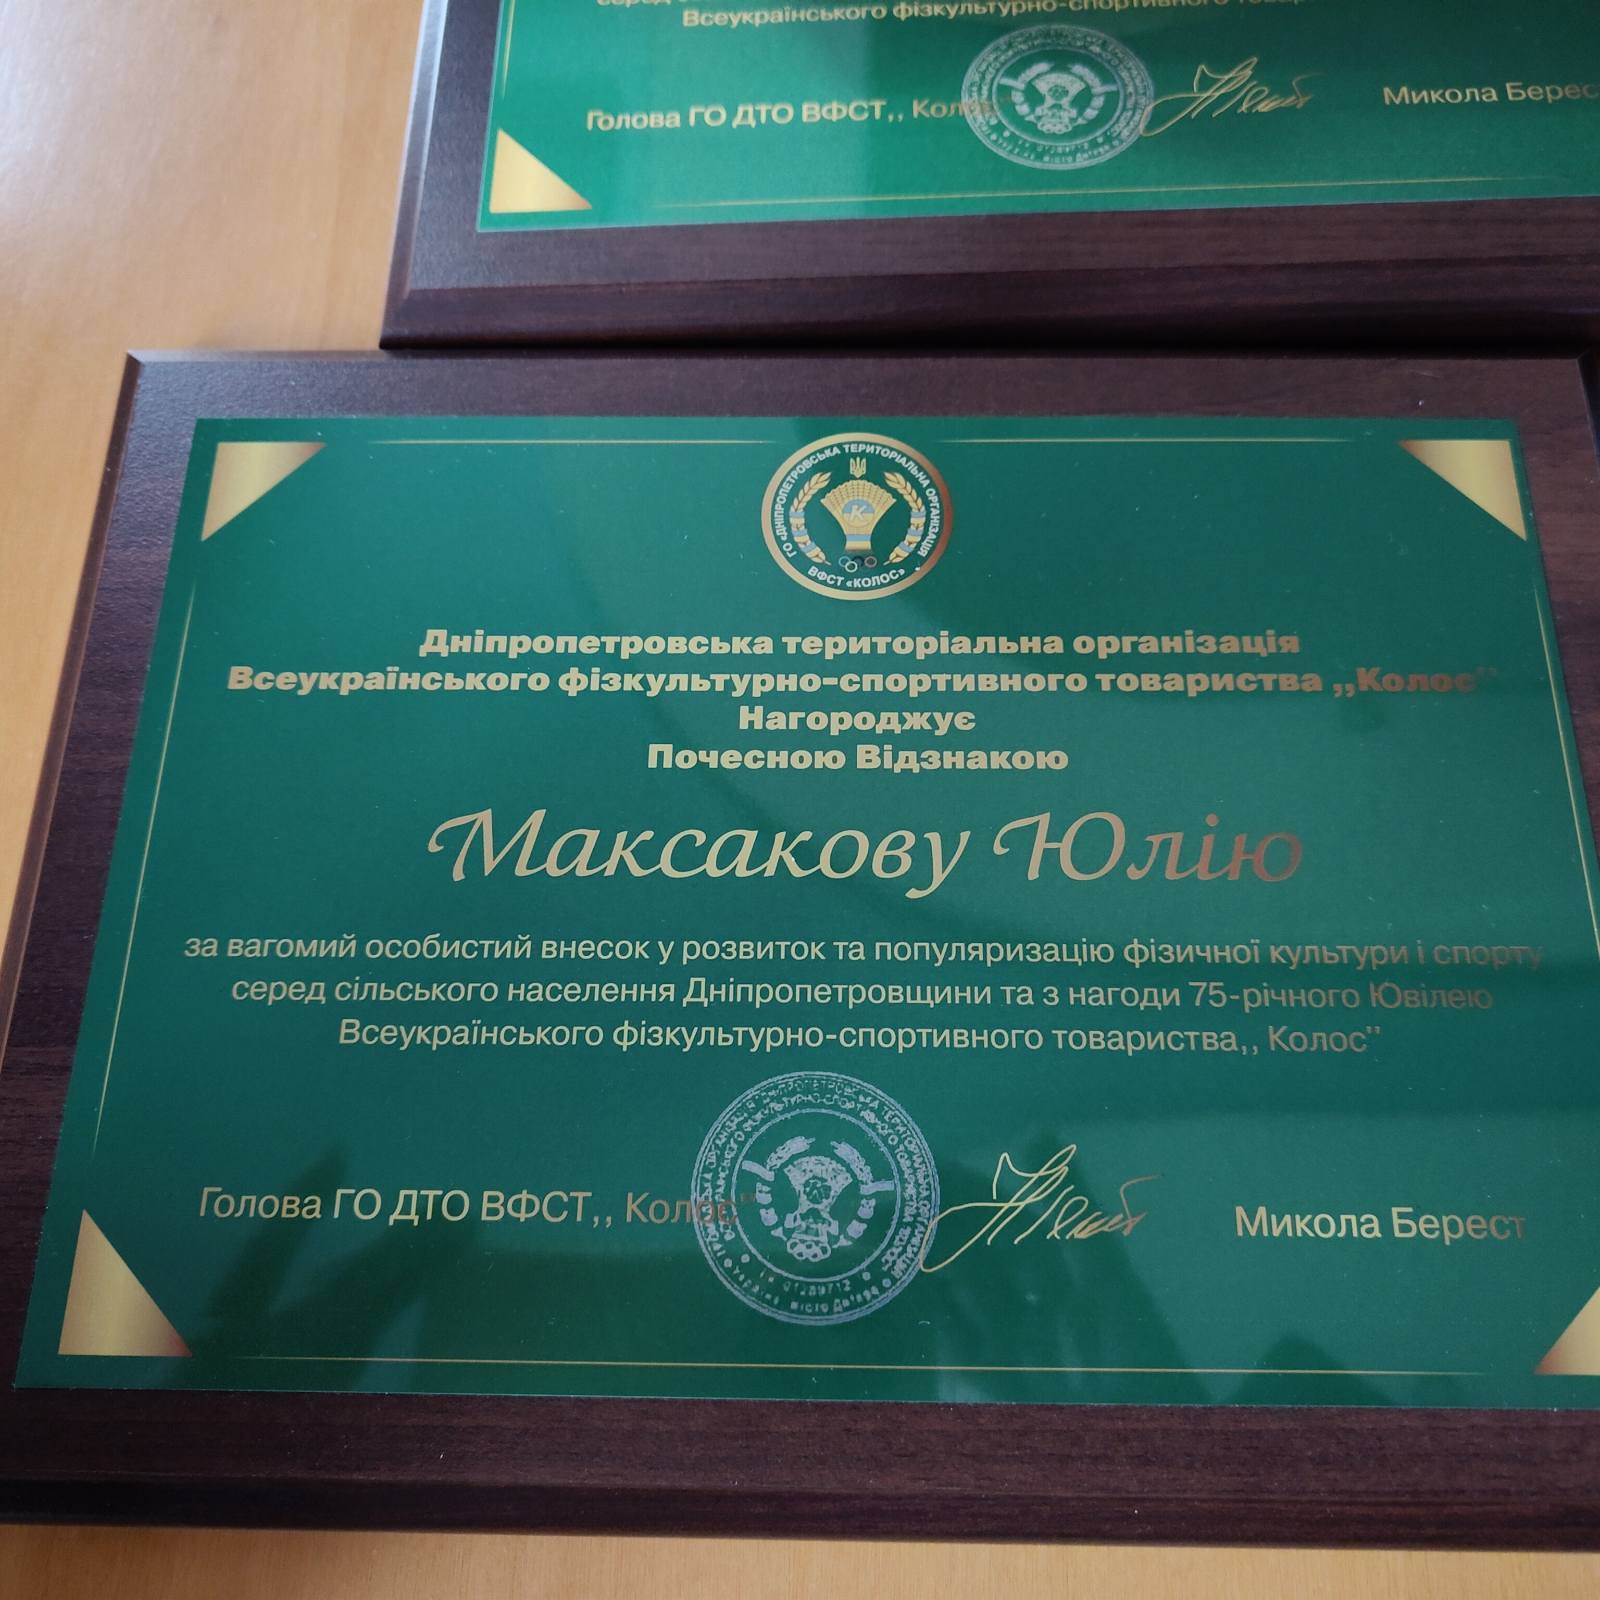 Всеукраїнського фізкультурно-спортивного
Голова ГО ДТО ВФСТ,, Колос
Микола Берес
ГО «ДНІПРОПЕТРОВСЬКА ТЕРИТОРІАЛЬНА ОРГАНІЗАЦІЯ
ВФСТ «КОЛОС»
К
Дніпропетровська територіальна організація
Всеукраїнського фізкультурно-спортивного товариства ,,Колос"
Нагороджує
Почесною Відзнакою
Максакову Юлію
за вагомий особистий внесок у розвиток та популяризацію фізичної культури і спорту
серед сільського населення Дніпропетровщини та з нагоди 75-річного Ювілею
Всеукраїнського фізкультурно-спортивного товариства,, Колос"
Голова ГО ДТО ВФСТ,, Колос"
Микола Берест